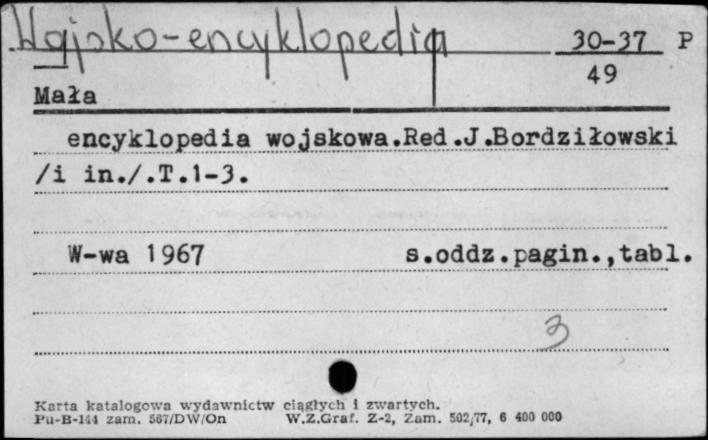 Wojsko-encyklopedia
30-37 P
49
Mała
encyklopedia wojskowa.Red.J.Bordziłowski
/i in./.T.1-3.
W-wa 1967 s.oddz.pagin.,tabl.
3
Karta katalogowa wydawnictw ciągłych i zwartych.
Pu-B-144 zam. 567/DW/On W.Z.Graf. Z-2, Zam. 502/77, 6 400 000